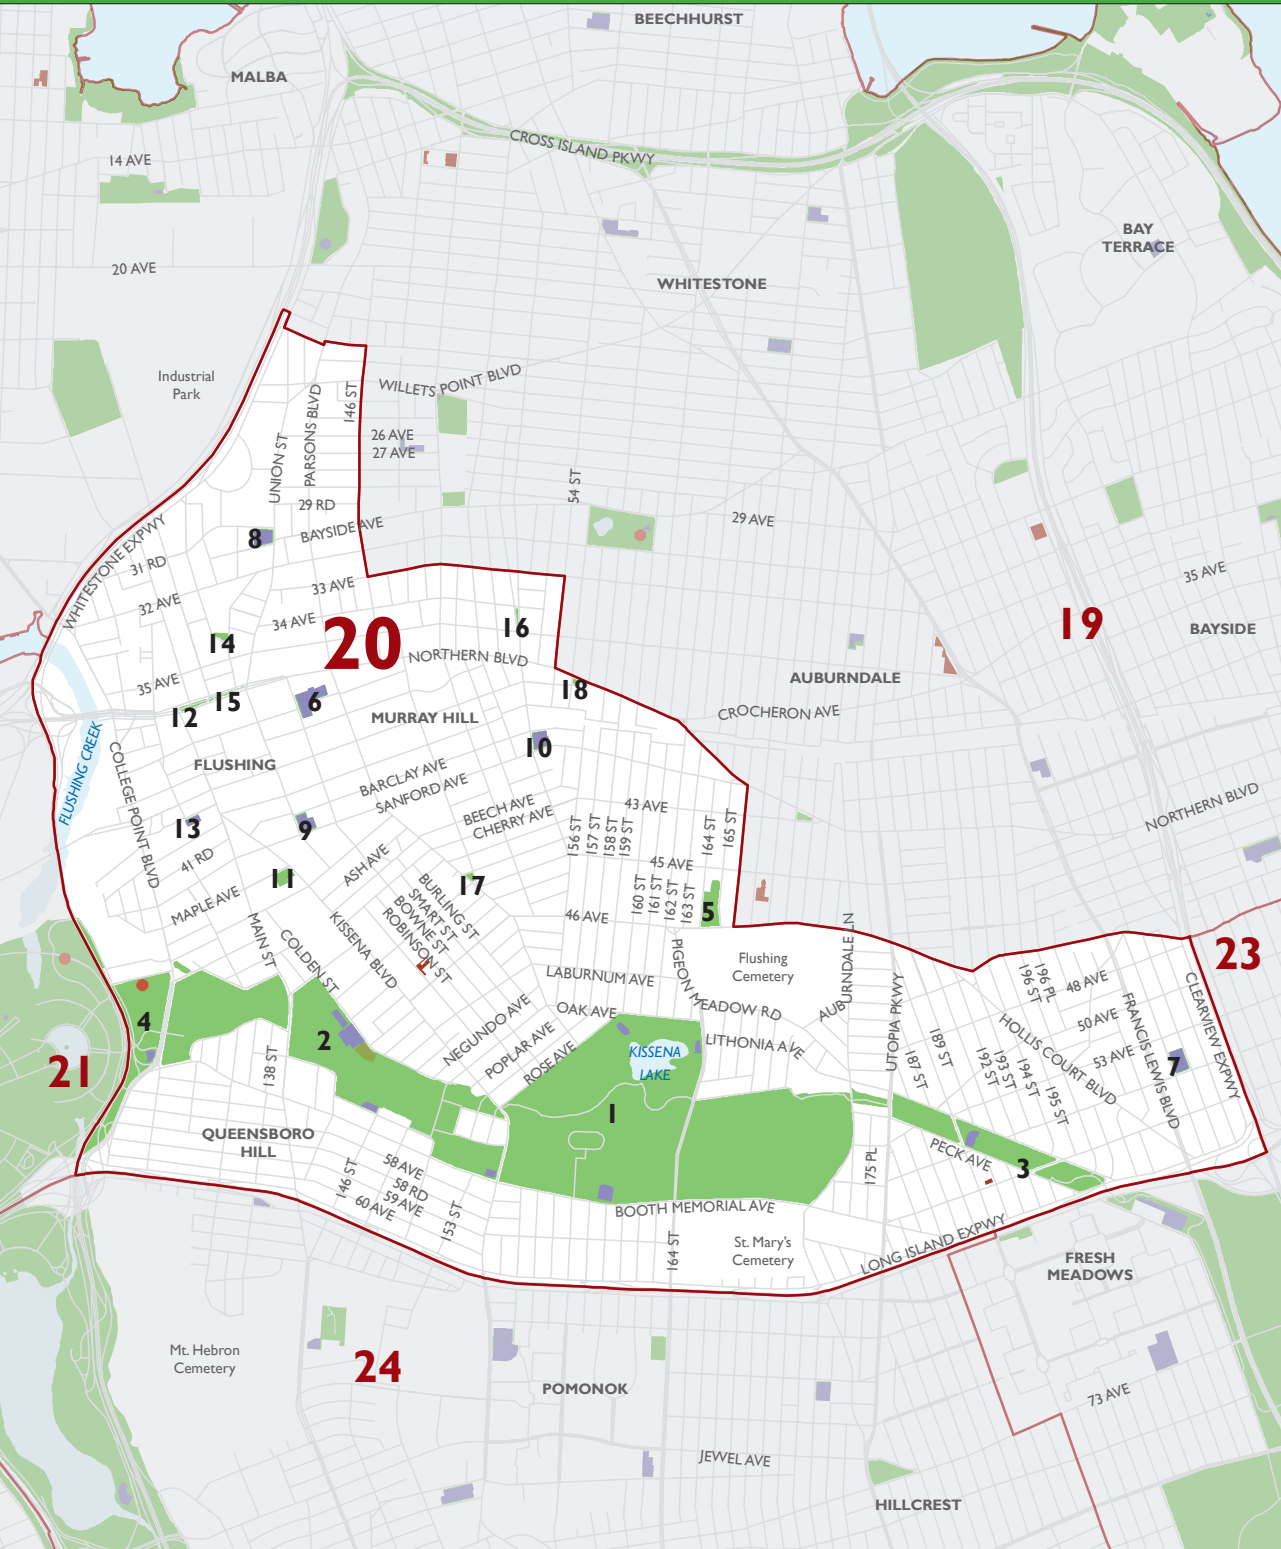 BEECHHURST
MALBA
CROSS ISLAND PKWY
14 AVE
BAY
TERRACE
20 AVE
WHITESTONE
Industrial
Park
WILLETS POINT BLVD
146 ST
PARSONS BLVD
UNION ST
26 AVE
27 AVE
54 ST
29 RD
29 AVE
BAYSIDE AVE
8
WHITESTONE EXPWY
31 RD
35 AVE
33 AVE
32 AVE
34 AVE
14
20
16
19
BAYSIDE
NORTHERN BLVD
AUBURNDALE
35 AVE
15
6
18
12
MURRAY HILL
CROCHERON AVE
10
FLUSHING CREEK
COLLEGE POINT BLVD
FLUSHING
BARCLAY AVE
SANFORD AVE
NORTHERN BLVD
BEECH AVE
CHERRY AVE
43 AVE
13
9
156 ST
157 ST
158 ST
159 ST
164 ST
165 ST
41 RD
ASH AVE
45 AVE
11
17
160 ST
161 ST
162 ST
163 ST
5
MAPLE AVE
BURLING ST
SMART ST
BOWNE ST
ROBINSON ST
46 AVE
MAIN ST
COLDEN ST
KISSENA BLVD
PIGEON MEADOW RD
Flushing
Cemetery
AUBURNDALE LN
23
LABURNUM AVE
UTOPIA PKWY
196 ST
196 PL
48 AVE
CLEARVIEW EXPWY
FRANCIS LEWIS BLVD
OAK AVE
4
50 AVE
HOLLIS COURT BLVD
2
NEGUNDO AVE
POPLAR AVE
ROSE AVE
KISSENA
LAKE
LITHONIA AVE
189 ST
187 ST
53 AVE
192 ST
193 ST
194 ST
195 ST
7
21
138 ST
1
QUEENSBORO
HILL
PECK AVE
3
58 AVE
58 RD
59 AVE
60 AVE
146 ST
153 ST
175 PL
BOOTH MEMORIAL AVE
164 ST
St. Mary's
Cemetery
LONG ISLAND EXPWY
FRESH
MEADOWS
Mt. Hebron
Cemetery
24
POMONOK
73 AVE
JEWEL AVE
HILLCREST